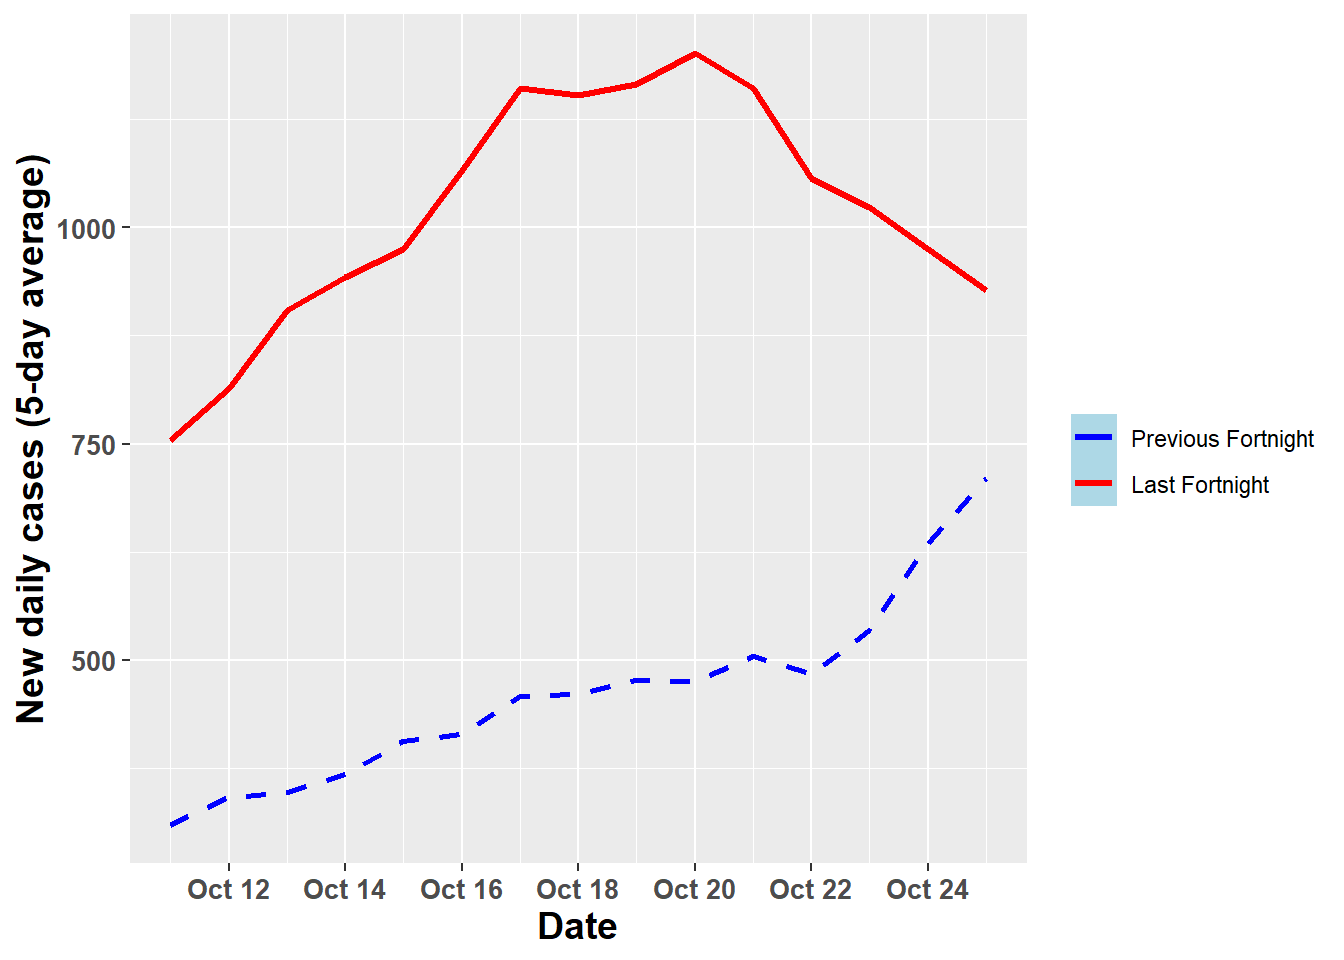 New daily cases (5-day average)
1000
750
500
Oct 12 Oct 14 Oct 16 Oct 18 Oct 20 Oct 22 Oct 24
Date
Previous Fortnight
Last Fortnight